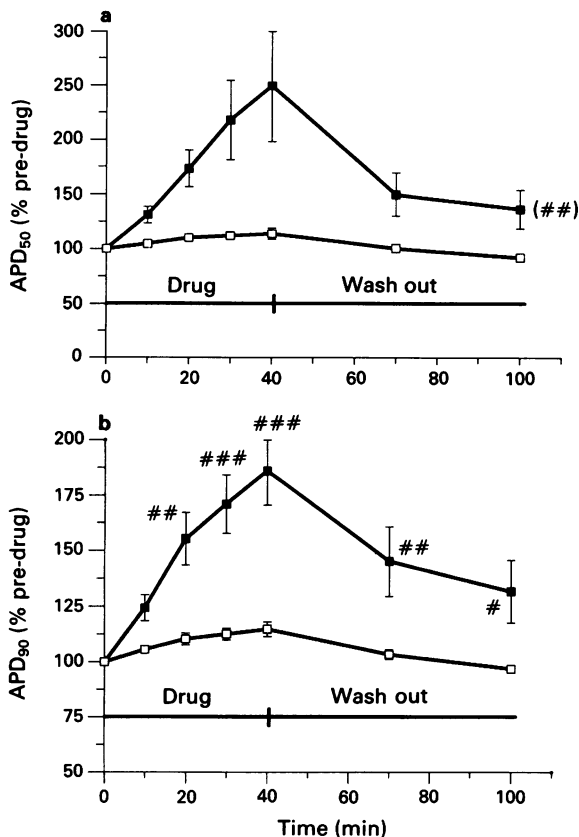 a
300
250
200
150
100
50
0
APD50 (% pre-drug)
(##)
Drug Wash out
0 20 40 60 80 100
b
200
175
150
125
100
75
50
APD90 (% pre-drug)
###
###
##
##
#
Drug Wash out
0 20 40 60 80 100
Time (min)